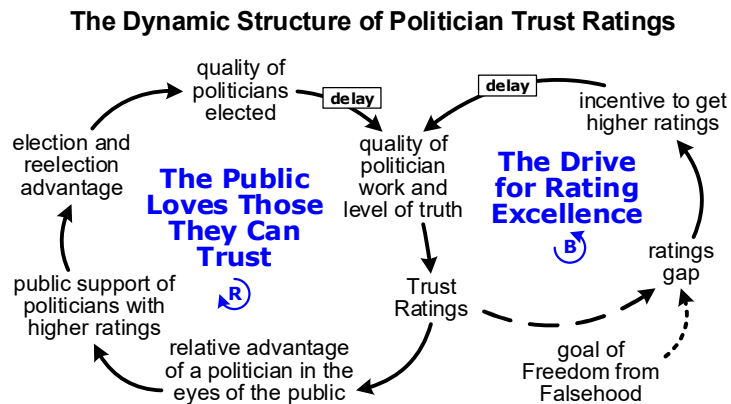 The Dynamic Structure of Politician Trust Ratings
quality of
politicians
elected
delay
delay
incentive to get
higher ratings
election and
reelection
advantage
quality of
politician
work and
level of truth
The Public
Loves Those
They Can
Trust
R
The Drive
for Rating
Excellence
B
ratings
gap
public support of
politicians with
higher ratings
Trust
Ratings
relative advantage
of a politician in the
eyes of the public
goal of
Freedom from
Falsehood